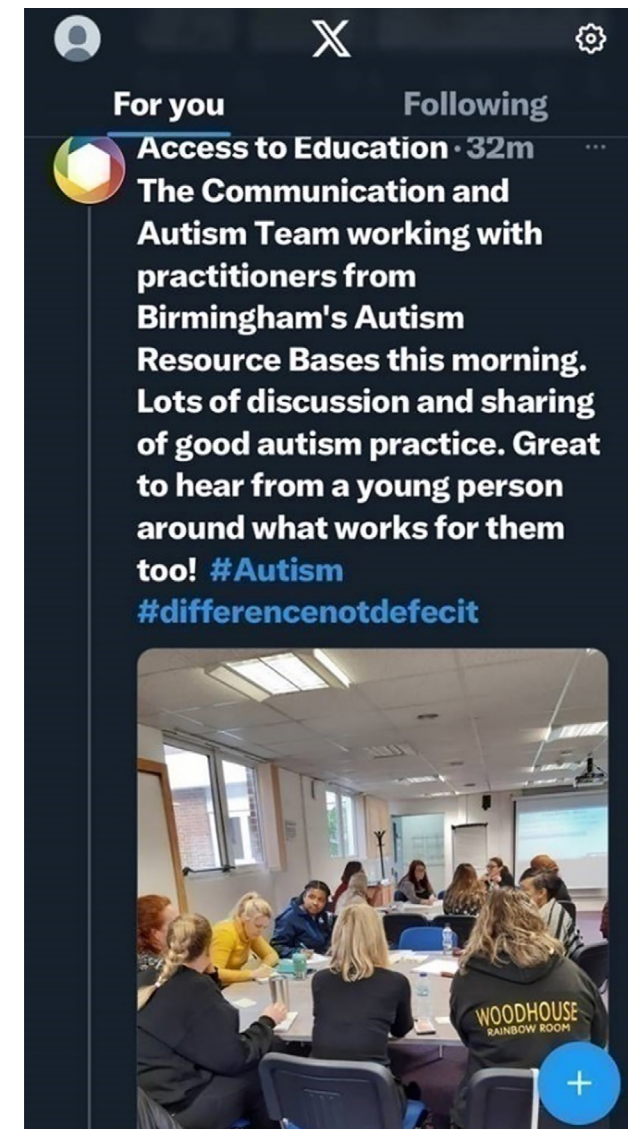 X
For you Following
Access to Education · 32m ...
The Communication and
Autism Team working with
practitioners from
Birmingham's Autism
Resource Bases this morning.
Lots of discussion and sharing
of good autism practice. Great
to hear from a young person
around what works for them
too! #Autism
#differencenotdefecit
WOODHOUSE
RAINBOW ROOM
+